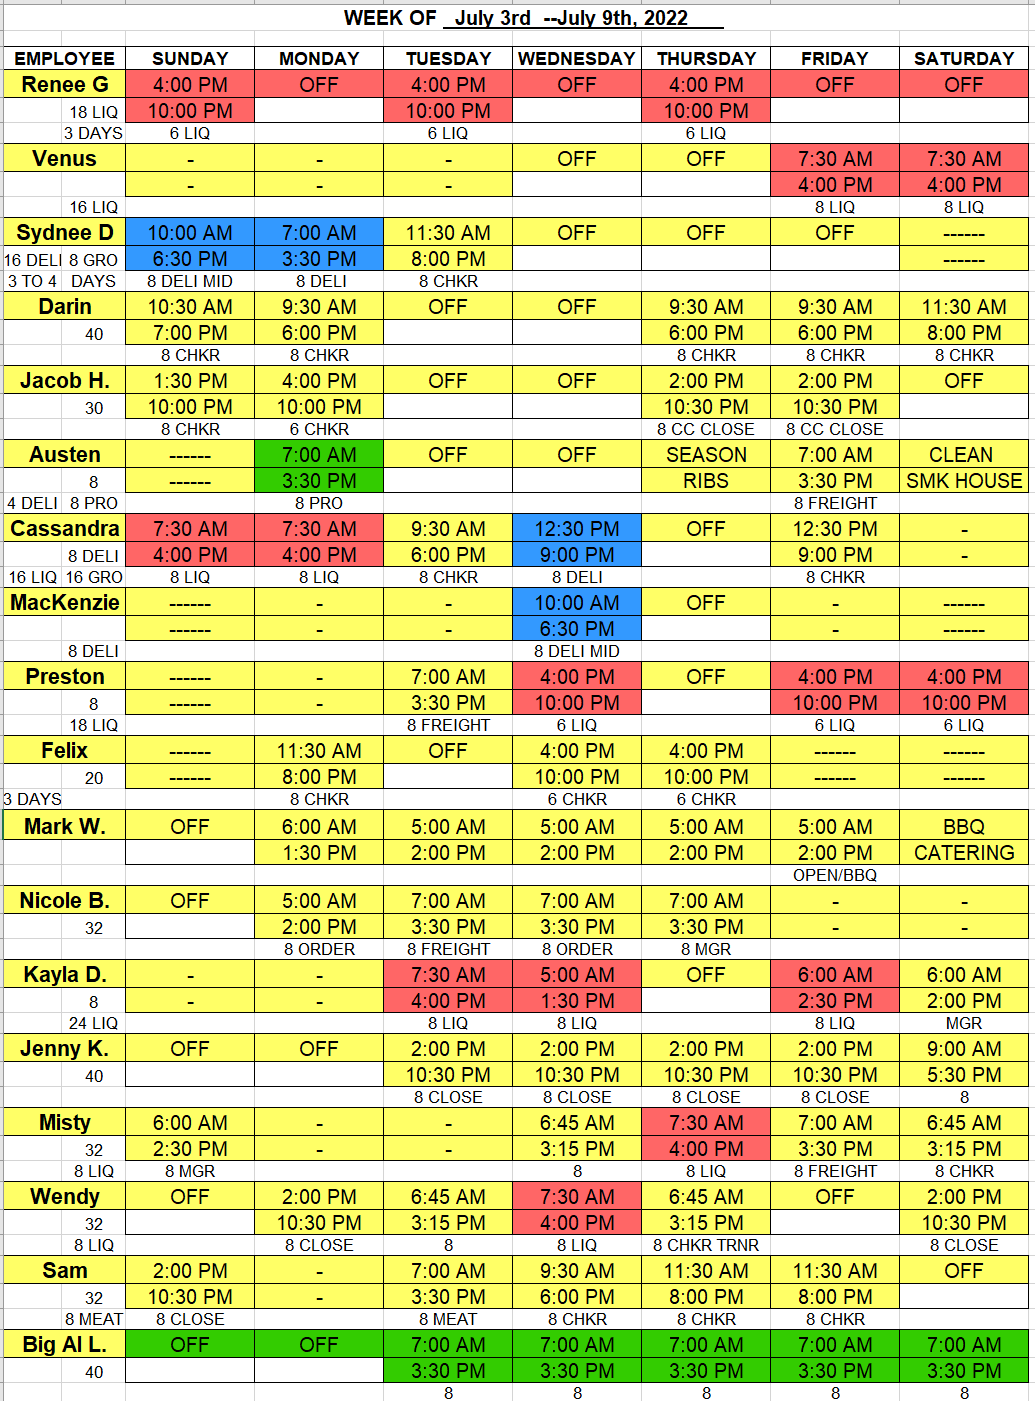 WEEK OF July 3rd --July 9th, 2022
EMPLOYEE SUNDAY MONDAY TUESDAY WEDNESDAY THURSDAY FRIDAY SATURDAY
Renee G 4:00 PM OFF 4:00 PM OFF 4:00 PM OFF OFF
18 LIQ 10:00 PM 10:00 PM 10:00 PM
3 DAYS 6 LIQ 6 LIQ 6 LIQ
Venus - - - OFF OFF 7:30 AM 7:30 AM
- - - 4:00 PM 4:00 PM
16 LIQ 8 LIQ 8 LIQ
Sydnee D 10:00 AM 7:00 AM 11:30 AM OFF OFF OFF ------
16 DELI 8 GRO 6:30 PM 3:30 PM 8:00 PM ------
3 TO 4 DAYS 8 DELI MID 8 DELI 8 CHKR
Darin 10:30 AM 9:30 AM OFF OFF 9:30 AM 9:30 AM 11:30 AM
40 7:00 PM 6:00 PM 6:00 PM 6:00 PM 8:00 PM
8 CHKR 8 CHKR 8 CHKR 8 CHKR 8 CHKR
Jacob H. 1:30 PM 4:00 PM OFF OFF 2:00 PM 2:00 PM OFF
30 10:00 PM 10:00 PM 10:30 PM 10:30 PM
8 CHKR 6 CHKR 8 CC CLOSE 8 CC CLOSE
Austen ------ 7:00 AM OFF OFF SEASON 7:00 AM CLEAN
8 ------ 3:30 PM RIBS 3:30 PM SMK HOUSE
4 DELI 8 PRO 8 PRO 8 FREIGHT
Cassandra 7:30 AM 7:30 AM 9:30 AM 12:30 PM OFF 12:30 PM -
8 DELI 4:00 PM 4:00 PM 6:00 PM 9:00 PM 9:00 PM -
16 LIQ 16 GRO 8 LIQ 8 LIQ 8 CHKR 8 DELI 8 CHKR
MacKenzie ------ - - 10:00 AM OFF - ------
------ - - 6:30 PM - ------
8 DELI 8 DELI MID
Preston ------ - 7:00 AM 4:00 PM OFF 4:00 PM 4:00 PM
8 ------ - 3:30 PM 10:00 PM 10:00 PM 10:00 PM
18 LIQ 8 FREIGHT 6 LIQ 6 LIQ 6 LIQ
Felix ------ 11:30 AM OFF 4:00 PM 4:00 PM ------ ------
20 ------ 8:00 PM 10:00 PM 10:00 PM ------ ------
3 DAYS 8 CHKR 6 CHKR 6 CHKR
Mark W. OFF 6:00 AM 5:00 AM 5:00 AM 5:00 AM 5:00 AM BBQ
1:30 PM 2:00 PM 2:00 PM 2:00 PM 2:00 PM CATERING
OPEN/BBQ
Nicole B. OFF 5:00 AM 7:00 AM 7:00 AM 7:00 AM - -
32 2:00 PM 3:30 PM 3:30 PM 3:30 PM - -
8 ORDER 8 FREIGHT 8 ORDER 8 MGR
Kayla D. - - 7:30 AM 5:00 AM OFF 6:00 AM 6:00 AM
8 - - 4:00 PM 1:30 PM 2:30 PM 2:00 PM
24 LIQ 8 LIQ 8 LIQ 8 LIQ MGR
Jenny K. OFF OFF 2:00 PM 2:00 PM 2:00 PM 2:00 PM 9:00 AM
40 10:30 PM 10:30 PM 10:30 PM 10:30 PM 5:30 PM
8 CLOSE 8 CLOSE 8 CLOSE 8 CLOSE 8
Misty 6:00 AM - - 6:45 AM 7:30 AM 7:00 AM 6:45 AM
32 2:30 PM - - 3:15 PM 4:00 PM 3:30 PM 3:15 PM
8 LIQ 8 MGR 8 8 LIQ 8 FREIGHT 8 CHKR
Wendy OFF 2:00 PM 6:45 AM 7:30 AM 6:45 AM OFF 2:00 PM
32 10:30 PM 3:15 PM 4:00 PM 3:15 PM 10:30 PM
8 LIQ 8 CLOSE 8 8 LIQ 8 CHKR TRNR 8 CLOSE
Sam 2:00 PM - 7:00 AM 9:30 AM 11:30 AM 11:30 AM OFF
32 10:30 PM - 3:30 PM 6:00 PM 8:00 PM 8:00 PM
8 MEAT 8 CLOSE 8 MEAT 8 CHKR 8 CHKR 8 CHKR
Big Al L. OFF OFF 7:00 AM 7:00 AM 7:00 AM 7:00 AM 7:00 AM
40 3:30 PM 3:30 PM 3:30 PM 3:30 PM 3:30 PM
8 8 8 8 8